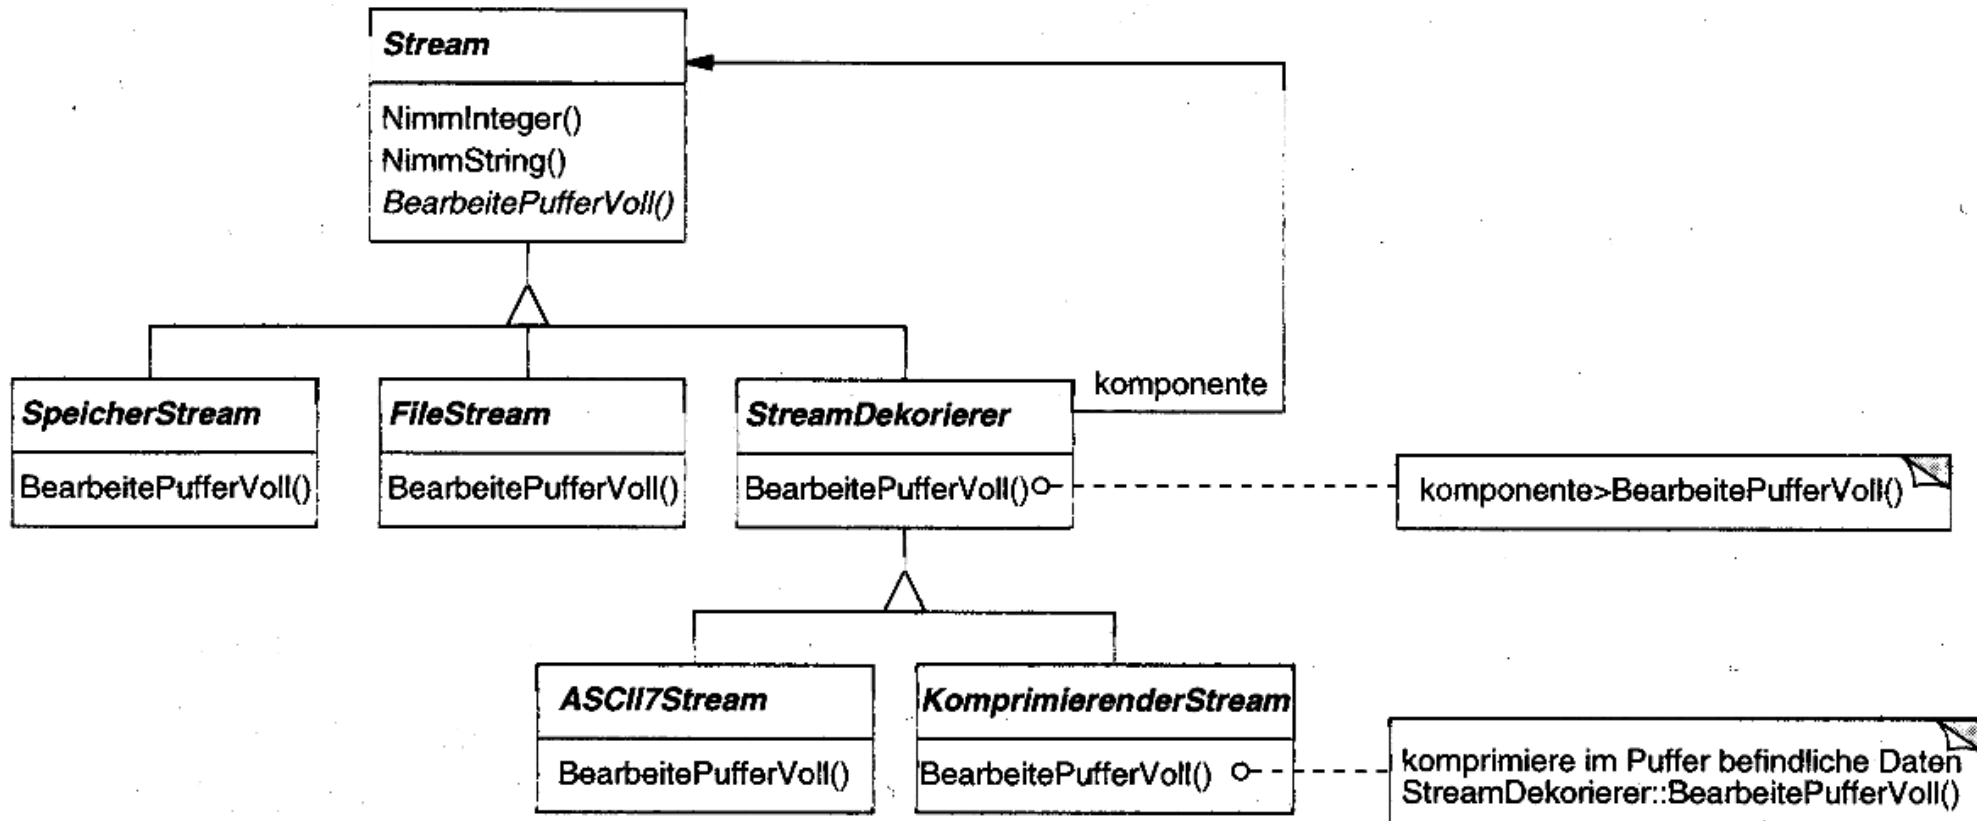 Stream
NimmInteger()
NimmString()
BearbeitePufferVoll()
komponente
SpeicherStream
BearbeitePufferVoll()
FileStream
BearbeitePufferVoll()
StreamDekorierer
BearbeitePufferVoll()
komponente>BearbeitePufferVoll()
ASCII7Stream
BearbeitePufferVoll()
KomprimierenderStream
BearbeitePufferVoll()
komprimiere im Puffer befindliche Daten
StreamDekorierer::BearbeitePufferVoll()